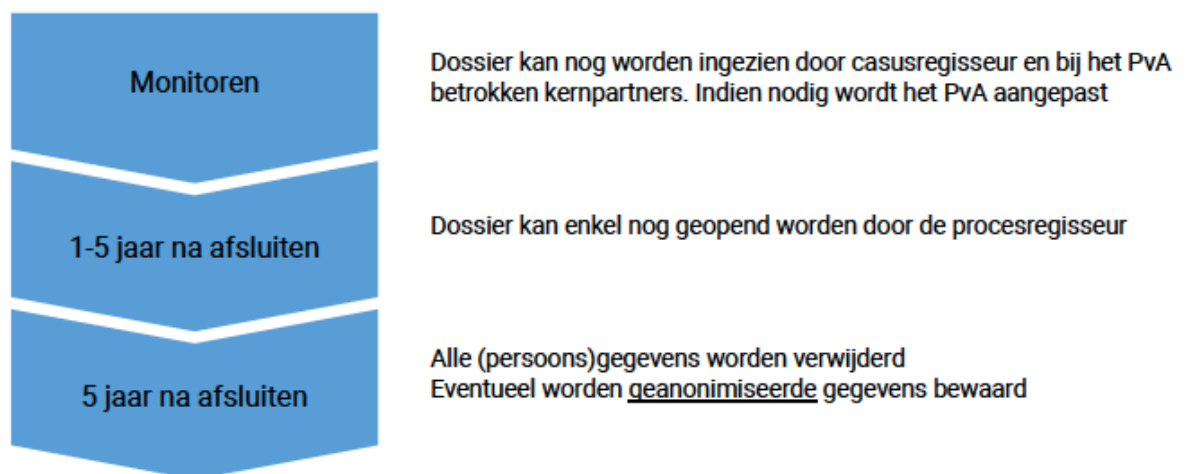 Monitoren
Dossier kan nog worden ingezien door casusregisseur en bij het PvA
betrokken kernpartners. Indien nodig wordt het PvA aangepast
1-5 jaar na afsluiten
Dossier kan enkel nog geopend worden door de procesregisseur
5 jaar na afsluiten
Alle (persoons)gegevens worden verwijderd
Eventueel worden geanonimiseerde gegevens bewaard